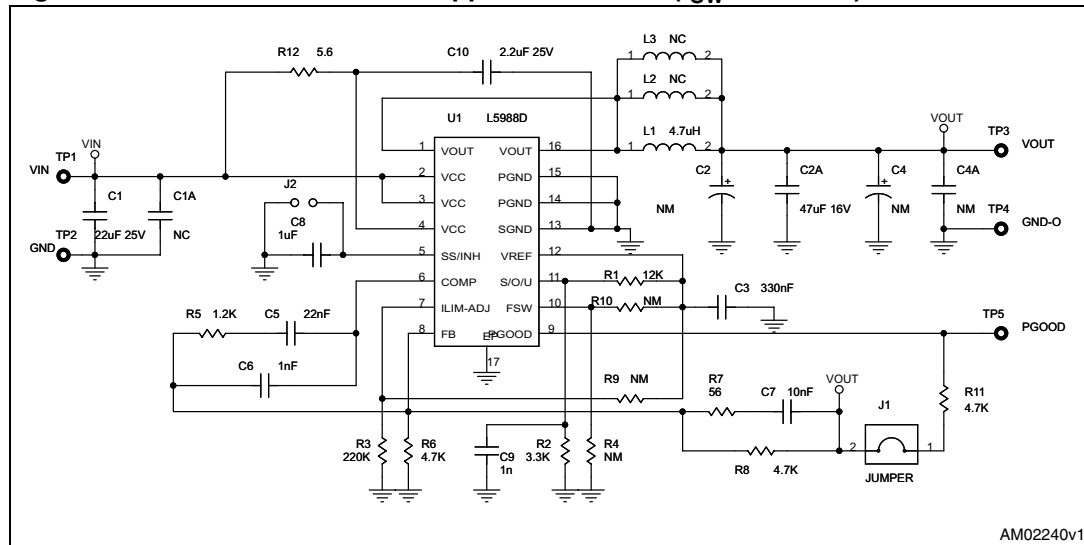 R12 5.6
C10 2.2uF 25V
L3 NC
1 2
L2 NC
1 2
L1 4.7uH
1 2
U1 L5988D
TP1
VIN
VIN
TP2
GND
C1
22uF 25V
C1A
NC
J2
C8
1uF
1 VOUT
2 VCC
3 VCC
4 VCC
5 SS/INH
6 COMP
7 ILIM-ADJ
8 FB
VOUT 16
PGND 15
PGND 14
SGND 13
VREF 12
S/O/U 11
FSW 10
PGOOD 9
EP
17
C2
NM
C2A
47uF 16V
C4
NM
C4A
NM
VOUT
TP3
VOUT
TP4
GND-O
R1 12K
R10 NM
C3 330nF
TP5
PGOOD
R5 1.2K
C5 22nF
C6 1nF
R9 NM
R7
56
C7 10nF
VOUT
J1
2 1
JUMPER
R11
4.7K
R3
220K
R6
4.7K
C9
1n
R2
3.3K
R4
NM
R8 4.7K
AM02240v1